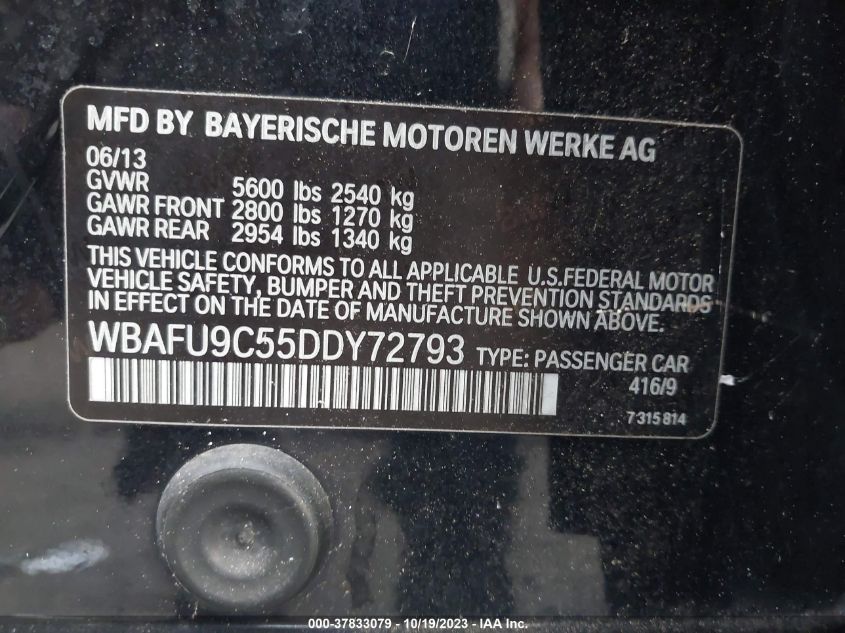 MFD BY BAYERISCHE MOTOREN WERKE AG
06/13
GVWR 5600 lbs 2540 kg
GAWR FRONT 2800 lbs 1270 kg
GAWR REAR 2954 lbs 1340 kg
THIS VEHICLE CONFORMS TO ALL APPLICABLE U.S.FEDERAL MOTOR
VEHICLE SAFETY, BUMPER AND THEFT PREVENTION STANDARDS
IN EFFECT ON THE DATE OF MANUFACTURE SHOWN ABOVE.
WBAFU9C55DDY72793 TYPE: PASSENGER CAR
416/9
7315814
000-37833079 - 10/19/2023 - IAA Inc.